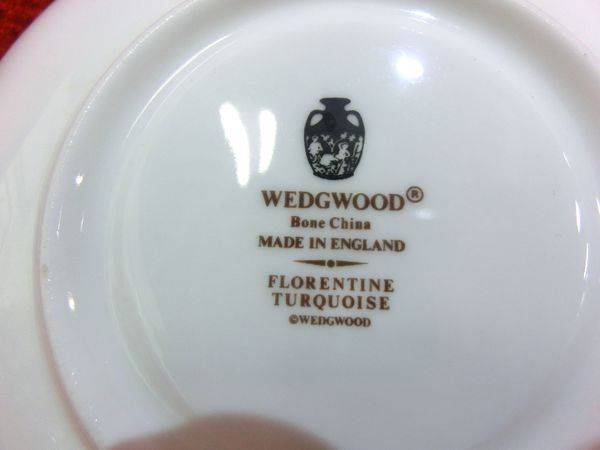 WEDGWOOD®
Bone China
MADE IN ENGLAND
FLORENTINE
TURQUOISE
©WEDGWOOD